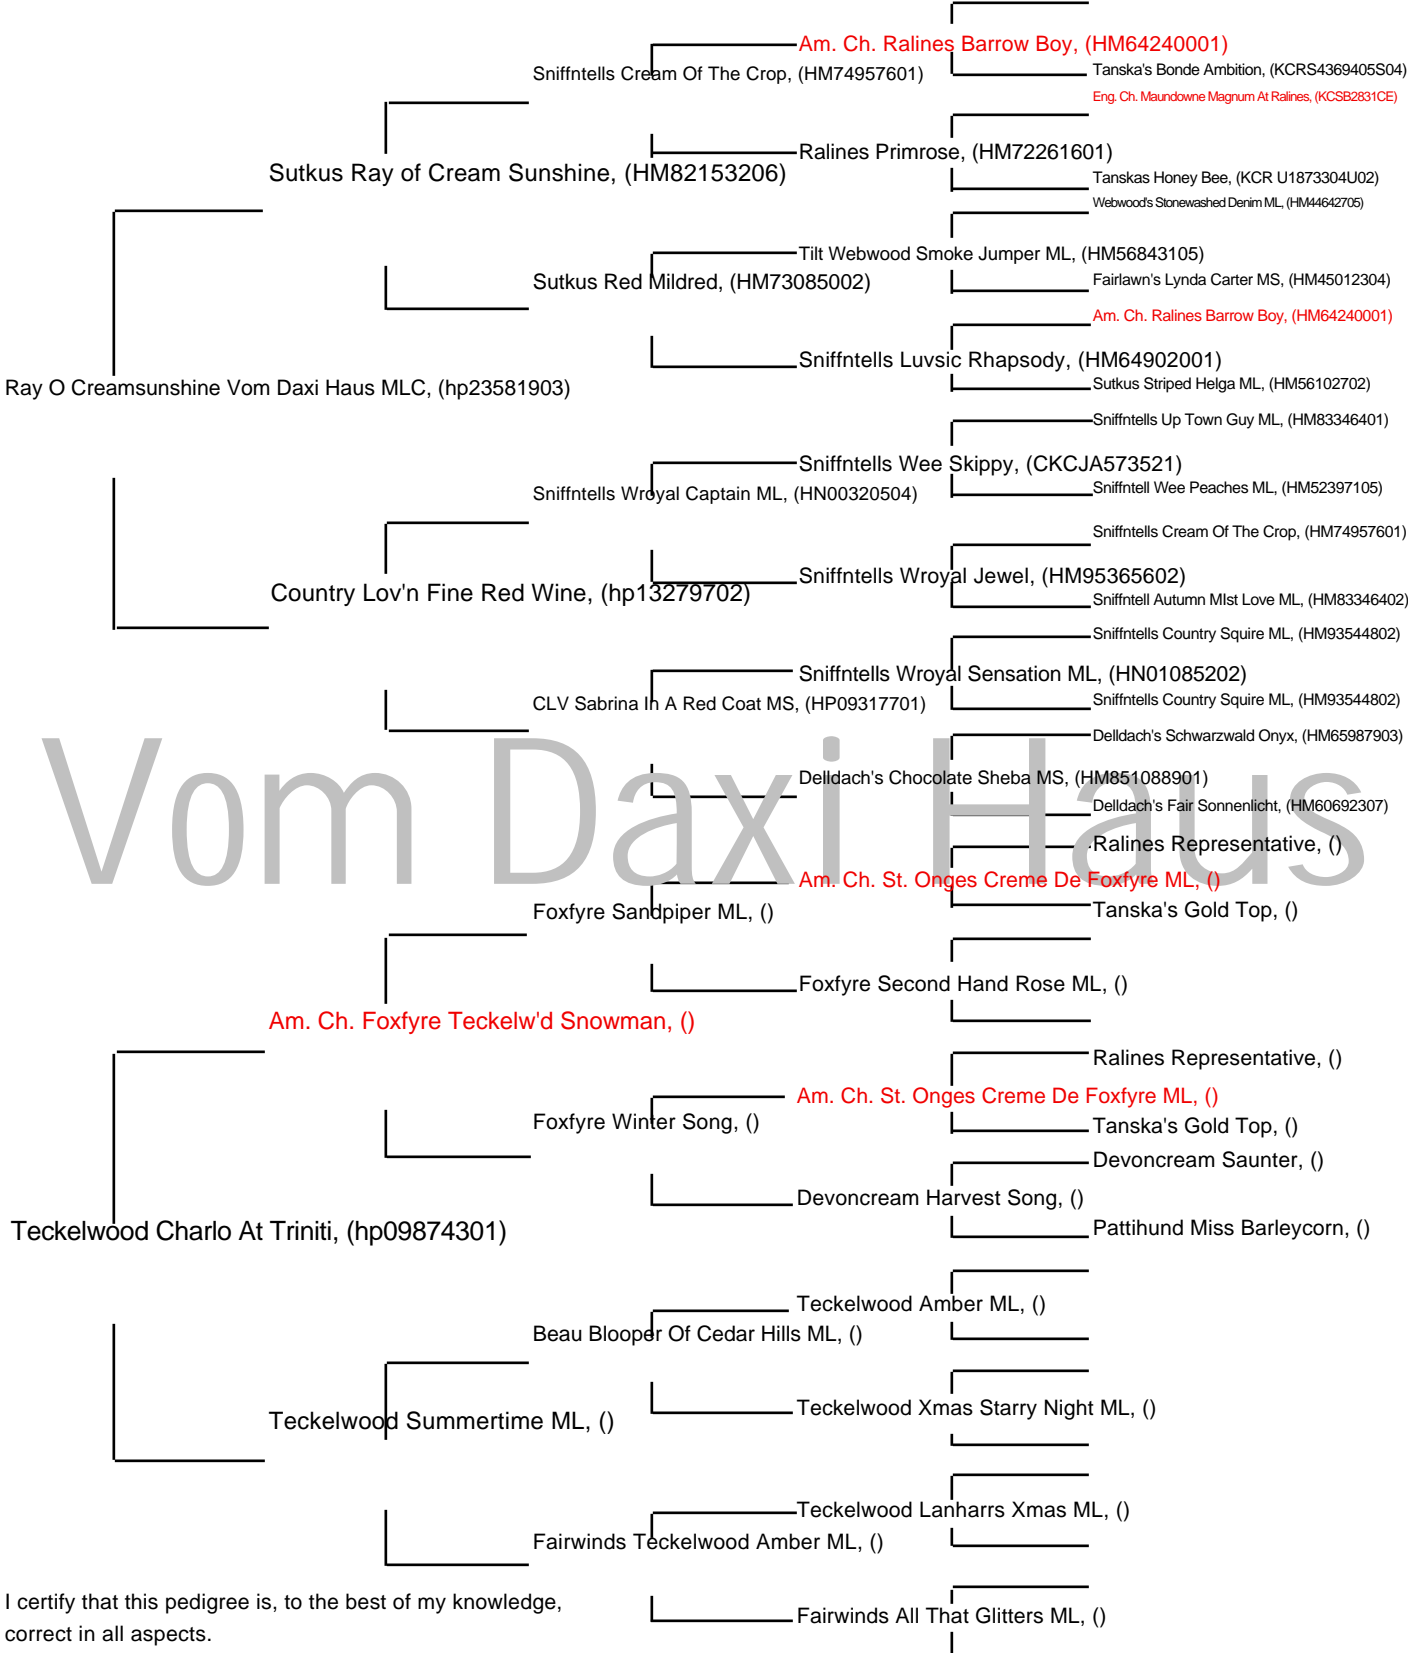 Am. Ch. Ralines Barrow Boy, (HM64240001)
Sniffntells Cream Of The Crop, (HM74957601)
Tanska's Bonde Ambition, (KCRS4369405S04)
Eng. Ch. Maundowne Magnum At Ralines, (KCSB2831CE)
Ralines Primrose, (HM72261601)
Sutkus Ray of Cream Sunshine, (HM82153206)
Tanskas Honey Bee, (KCR U1873304U02)
Webwood's Stonewashed Denim ML, (HM44642705)
Tilt Webwood Smoke Jumper ML, (HM56843105)
Sutkus Red Mildred, (HM73085002)
Fairlawn's Lynda Carter MS, (HM45012304)
Am. Ch. Ralines Barrow Boy, (HM64240001)
Sniffntells Luvsic Rhapsody, (HM64902001)
Ray O Creamsunshine Vom Daxi Haus MLC, (hp23581903)
Sutkus Striped Helga ML, (HM56102702)
Sniffntells Up Town Guy ML, (HM83346401)
Sniffntells Wee Skippy, (CKCJA573521)
Sniffntells Wroyal Captain ML, (HN00320504)
Sniffntell Wee Peaches ML, (HM52397105)
Sniffntells Cream Of The Crop, (HM74957601)
Sniffntells Wroyal Jewel, (HM95365602)
Country Lov'n Fine Red Wine, (hp13279702)
Sniffntell Autumn MIst Love ML, (HM83346402)
Sniffntells Country Squire ML, (HM93544802)
Sniffntells Wroyal Sensation ML, (HN01085202)
CLV Sabrina In A Red Coat MS, (HP09317701)
Sniffntells Country Squire ML, (HM93544802)
Delldach's Schwarzwald Onyx, (HM65987903)
Delldach's Chocolate Sheba MS, (HM851088901)
Delldach's Fair Sonnenlicht, (HM60692307)
Vom Daxi Haus
Ralines Representative, ()
Am. Ch. St. Onges Creme De Foxfyre ML, ()
Foxfyre Sandpiper ML, ()
Tanska's Gold Top, ()
Foxfyre Second Hand Rose ML, ()
Am. Ch. Foxfyre Teckelw'd Snowman, ()
Ralines Representative, ()
Am. Ch. St. Onges Creme De Foxfyre ML, ()
Foxfyre Winter Song, ()
Tanska's Gold Top, ()
Devoncream Saunter, ()
Devoncream Harvest Song, ()
Teckelwood Charlo At Triniti, (hp09874301)
Pattihund Miss Barleycorn, ()
Teckelwood Amber ML, ()
Beau Blooper Of Cedar Hills ML, ()
Teckelwood Xmas Starry Night ML, ()
Teckelwood Summertime ML, ()
Teckelwood Lanharrs Xmas ML, ()
Fairwinds Teckelwood Amber ML, ()
Fairwinds All That Glitters ML, ()
I certify that this pedigree is, to the best of my knowledge,
correct in all aspects.